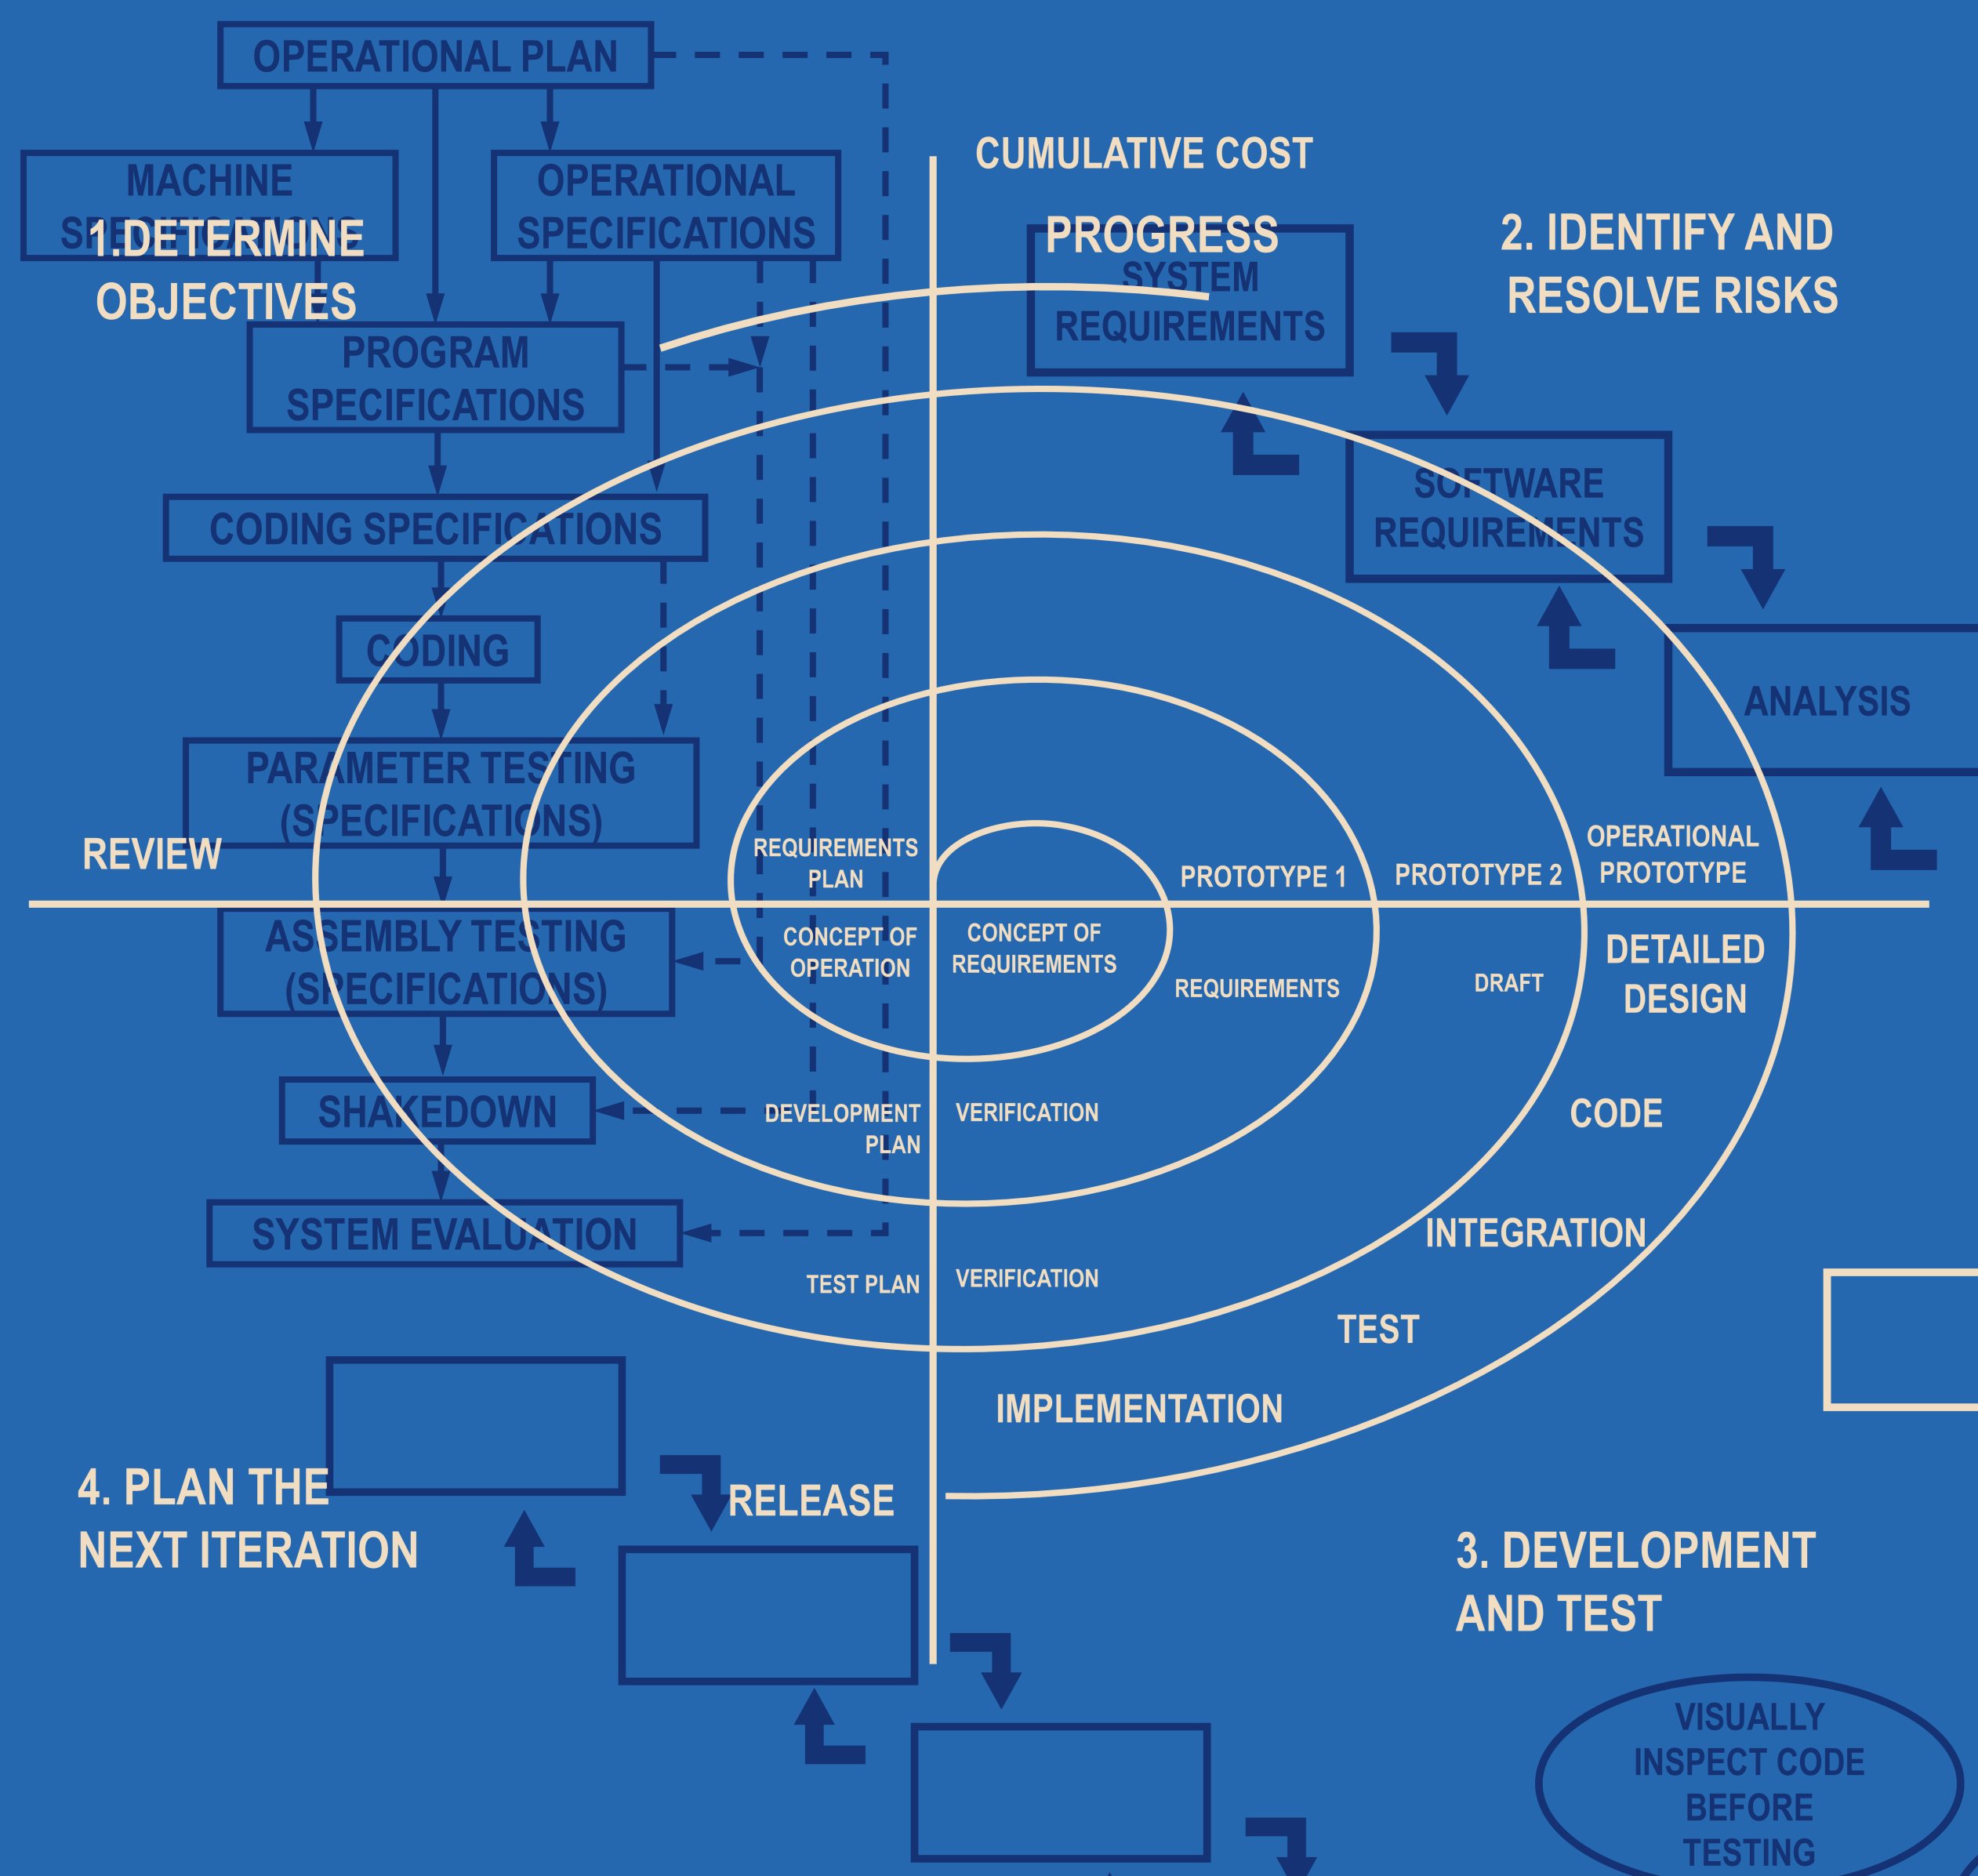 OPERATIONAL PLAN
MACHINE
SPECIFICATIONS
OPERATIONAL
SPECIFICATIONS
CUMULATIVE COST
PROGRESS
1.DETERMINE
OBJECTIVES
2. IDENTIFY AND
RESOLVE RISKS
SYSTEM
REQUIREMENTS
PROGRAM
SPECIFICATIONS
SOFTWARE
REQUIREMENTS
CODING SPECIFICATIONS
CODING
ANALYSIS
PARAMETER TESTING
(SPECIFICATIONS)
REVIEW
REQUIREMENTS
PLAN
PROTOTYPE 1
PROTOTYPE 2
OPERATIONAL
PROTOTYPE
ASSEMBLY TESTING
(SPECIFICATIONS)
CONCEPT OF
OPERATION
CONCEPT OF
REQUIREMENTS
REQUIREMENTS
DRAFT
DETAILED
DESIGN
SHAKEDOWN
DEVELOPMENT
PLAN
VERIFICATION
CODE
SYSTEM EVALUATION
TEST PLAN
VERIFICATION
INTEGRATION
TEST
IMPLEMENTATION
4. PLAN THE
NEXT ITERATION
RELEASE
3. DEVELOPMENT
AND TEST
VISUALLY
INSPECT CODE
BEFORE
TESTING